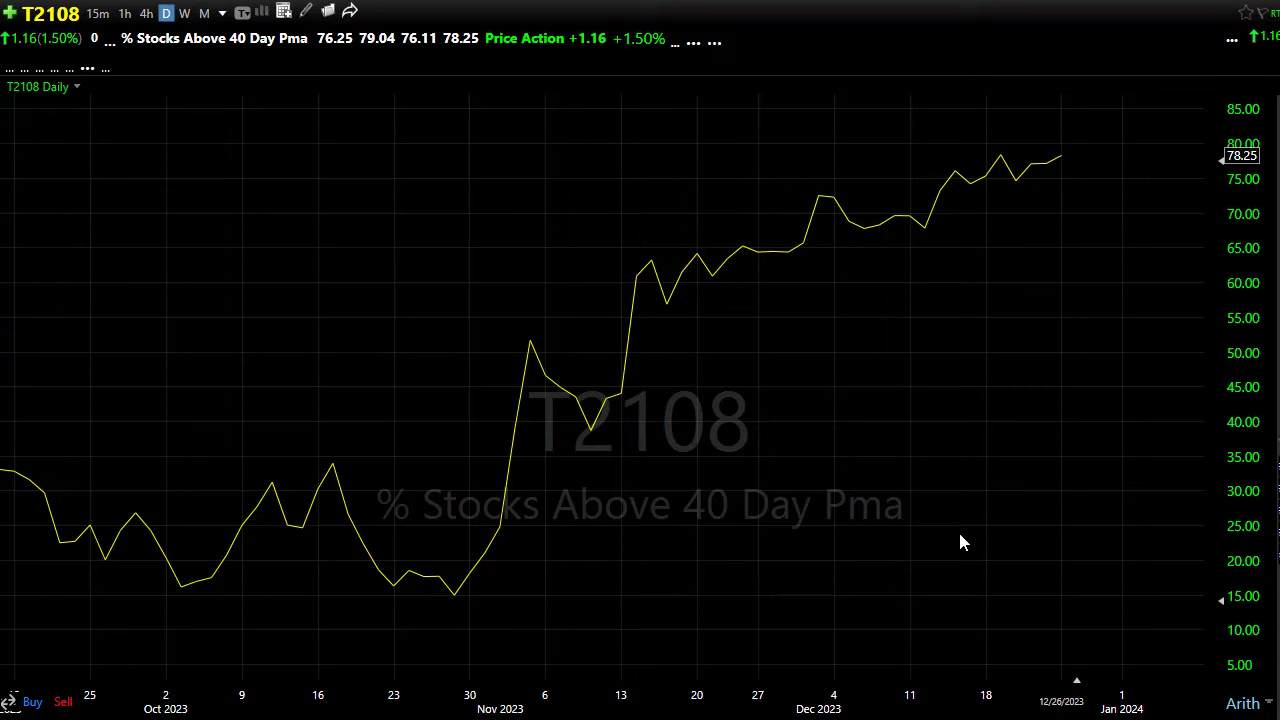 T2108 15m 1h 4h D W M T
1.16(1.50%) 0 ... % Stocks Above 40 Day Pma 76.25 79.04 76.11 78.25 Price Action +1.16 +1.50% ... ... ... ... 1.16
... ... ... ... ... ... ...
T2108 Daily
85.00
80.00
78.25
75.00
70.00
65.00
60.00
55.00
50.00
45.00
40.00
35.00
30.00
25.00
20.00
15.00
10.00
5.00
T2108
% Stocks Above 40 Day Pma
25 2 9 16 23 30 6 13 20 27 4 11 18 12/26/2023 1
Oct 2023 Nov 2023 Dec 2023 Jan 2024
Buy Sell
Arith